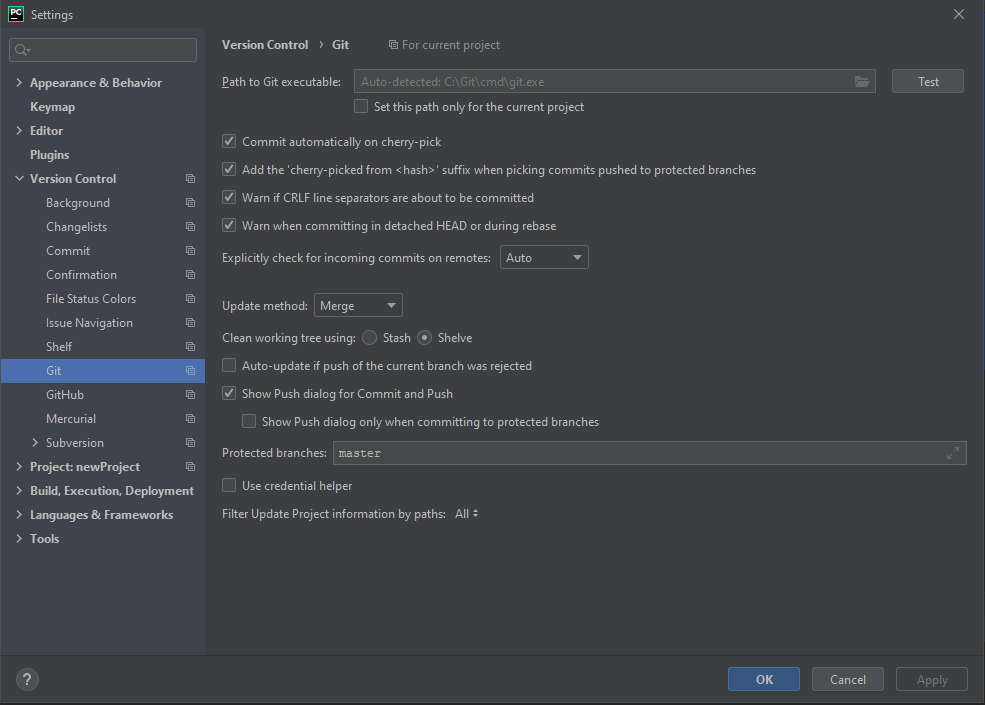 PC Settings
Version Control › Git For current project
Appearance & Behavior
Keymap
Editor
Plugins
Version Control
Background
Changelists
Commit
Confirmation
File Status Colors
Issue Navigation
Shelf
Git
GitHub
Mercurial
Subversion
Project: newProject
Build, Execution, Deployment
Languages & Frameworks
Tools
Path to Git executable: Auto-detected: C:\Git\cmd\git.exe Test
Set this path only for the current project
Commit automatically on cherry-pick
Add the 'cherry-picked from <hash>' suffix when picking commits pushed to protected branches
Warn if CRLF line separators are about to be committed
Warn when committing in detached HEAD or during rebase
Explicitly check for incoming commits on remotes: Auto
Update method: Merge
Clean working tree using: Stash Shelve
Auto-update if push of the current branch was rejected
Show Push dialog for Commit and Push
Show Push dialog only when committing to protected branches
Protected branches: master
Use credential helper
Filter Update Project information by paths: All
? OK Cancel Apply